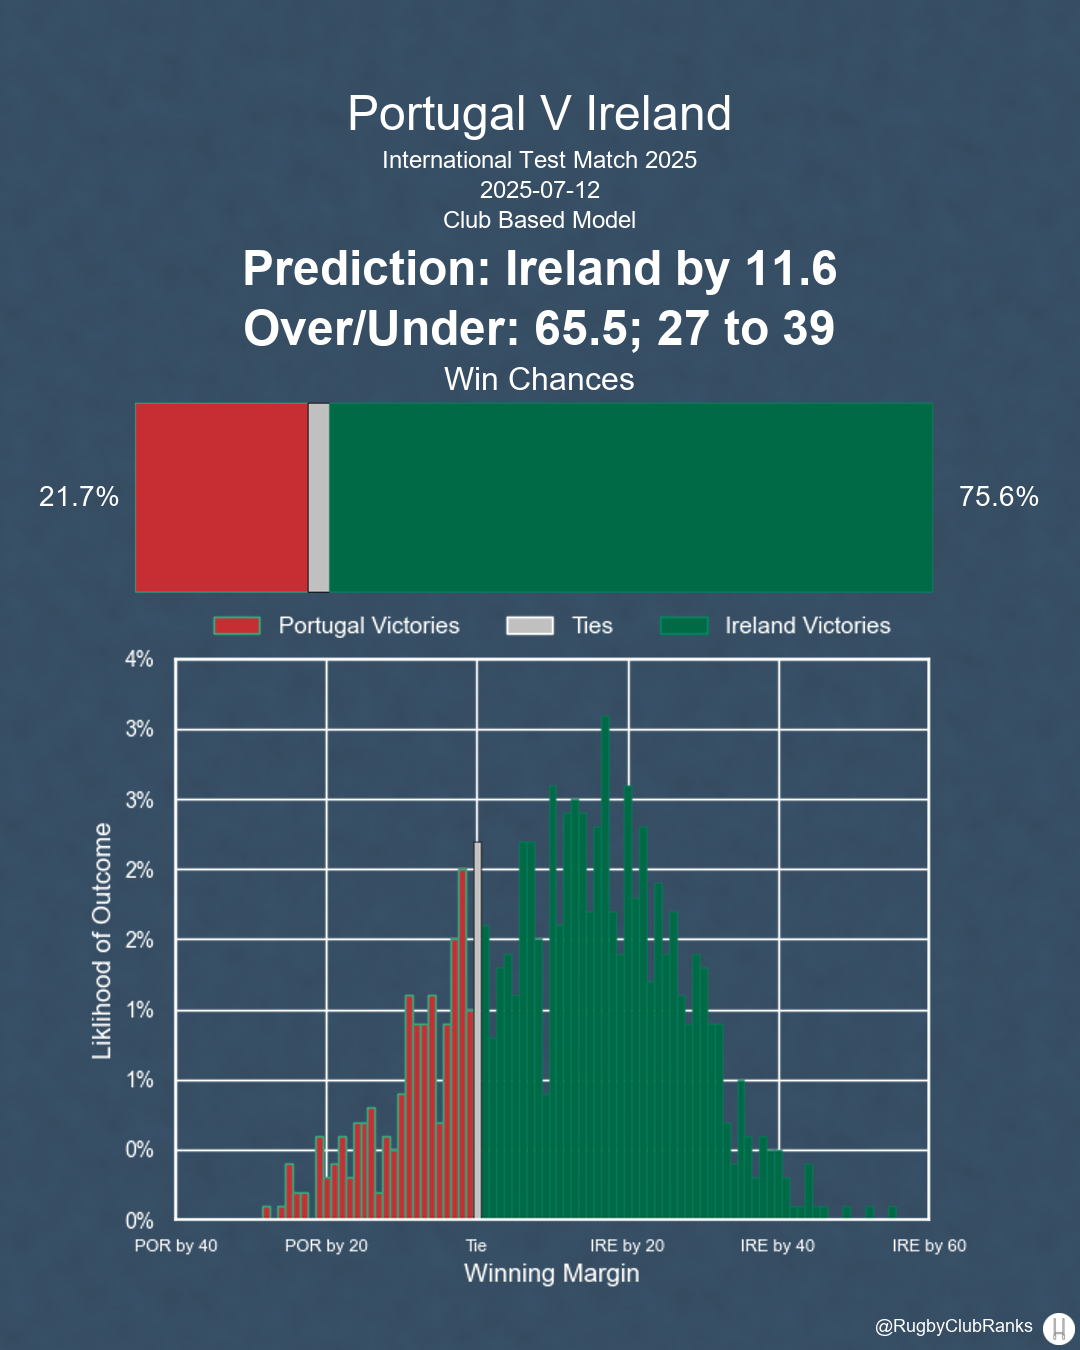 Portugal V Ireland
International Test Match 2025
2025-07-12
Club Based Model
Prediction: Ireland by 11.6
Over/Under: 65.5; 27 to 39
Win Chances
21.7%
75.6%
Portugal Victories
Ties
Ireland Victories
4%
3%
3%
2%
2%
1%
1%
0%
0%
Liklihood of Outcome
POR by 40
POR by 20
Tie
IRE by 20
IRE by 40
IRE by 60
Winning Margin
@RugbyClubRanks